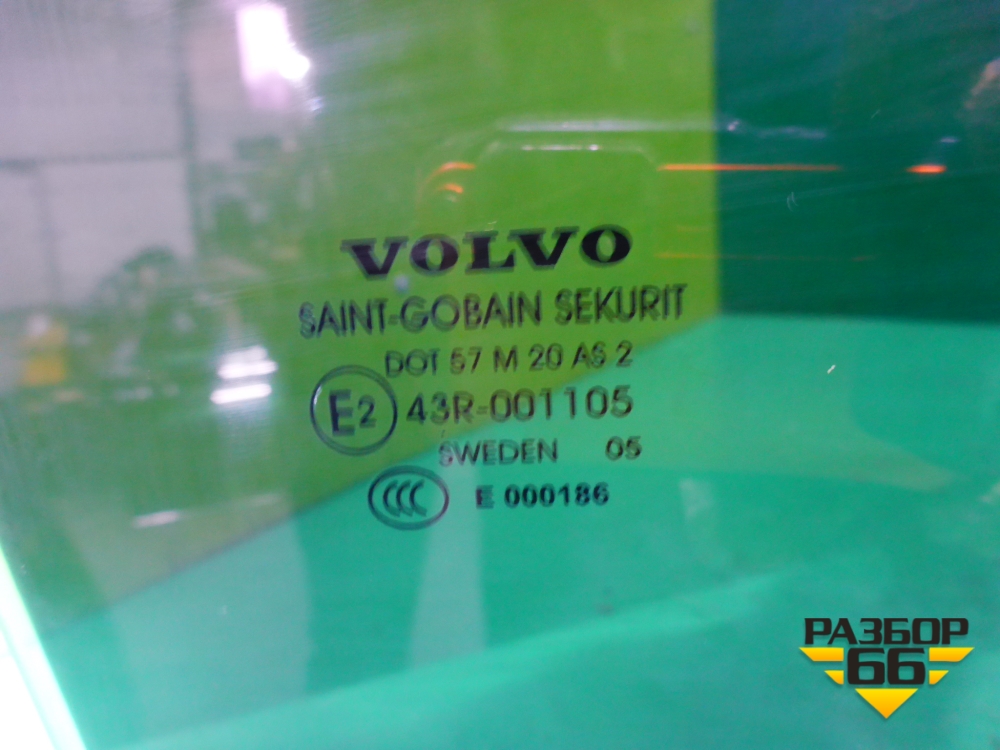 VOLVO
SAINT-GOBAIN SEKURIT
DOT 57 M 20 AS 2
E2 43R-001105
SWEDEN 05
CCC E 000186
РАЗБОР
66